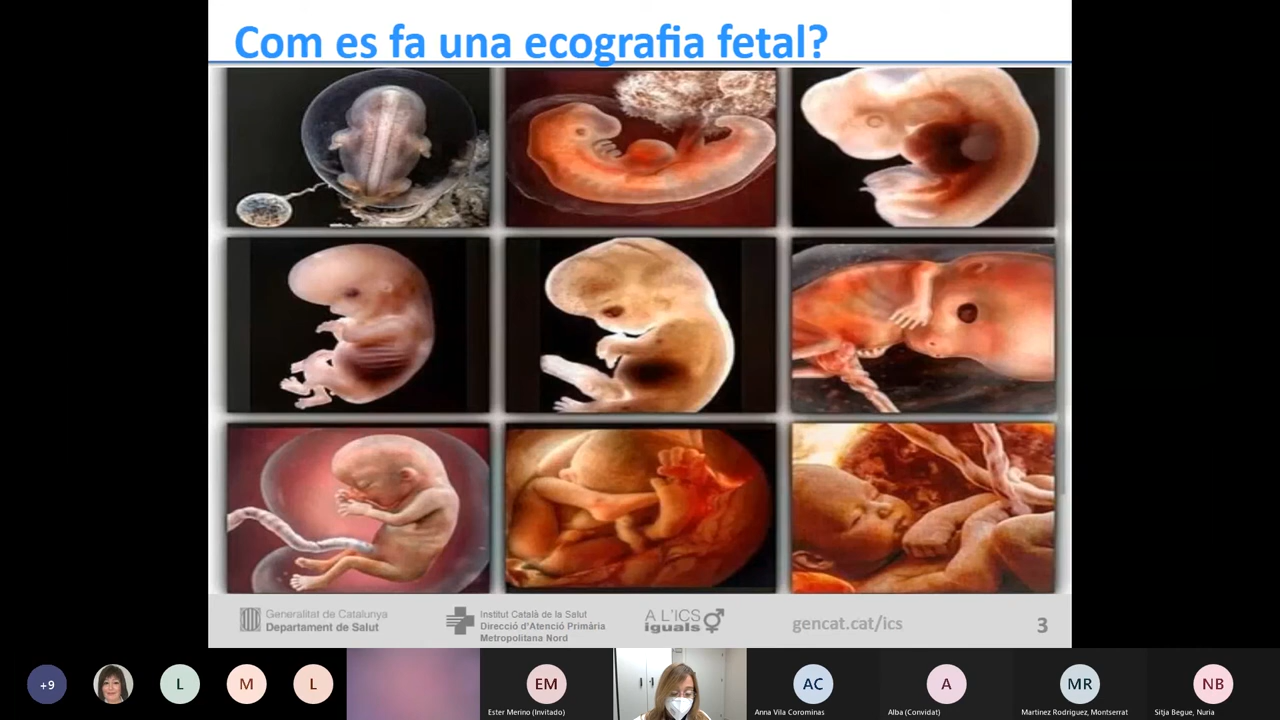 Com es fa una ecografia fetal?
Generalitat de Catalunya
Departament de Salut
Institut Català de la Salut
Direcció d'Atenció Primària
Metropolitana Nord
A L'ICS
iguals
gencat.cat/ics
3
+9
L
M
L
EM
AC
A
MR
NB
Ester Merino (Invitado)
Anna Vila Corominas
Alba (Convidat)
Martinez Rodriguez, Montserrat
Sitja Begue, Nuria